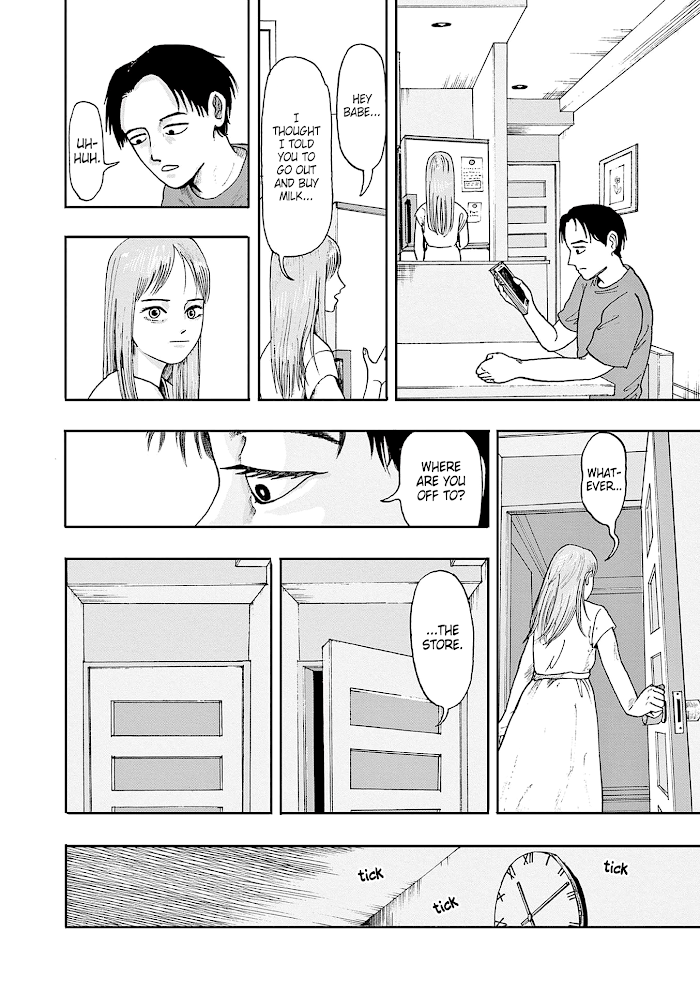 HEY
BABE...
I
THOUGHT
I TOLD
YOU TO
GO OUT
AND BUY
MILK...
UH-
HUH.
WHAT-
EVER...
WHERE
ARE YOU
OFF TO?
...THE
STORE.
tick
tick
tick